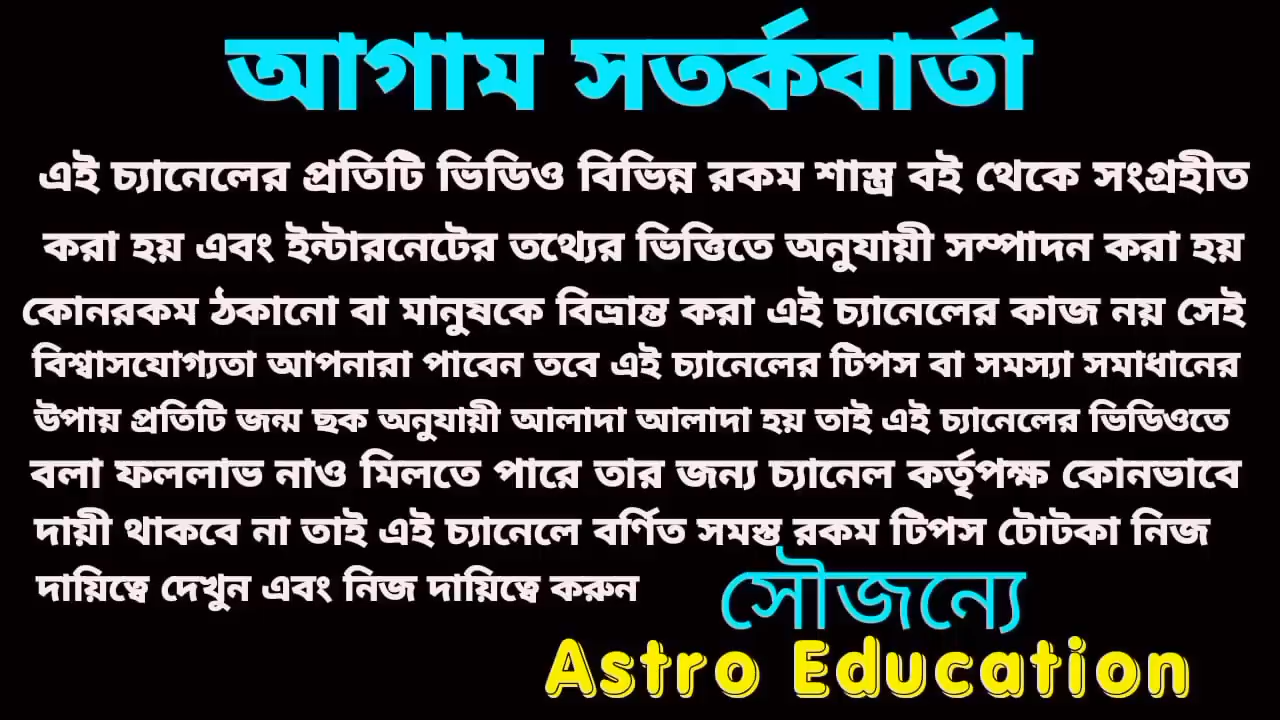 আগাম সতর্কবার্তা
এই চ্যানেলের প্রতিটি ভিডিও বিভিন্ন রকম শাস্ত্র বই থেকে সংগ্রহীত
করা হয় এবং ইন্টারনেটের তথ্যের ভিত্তিতে অনুযায়ী সম্পাদন করা হয়
কোনরকম ঠকানো বা মানুষকে বিভ্রান্ত করা এই চ্যানেলের কাজ নয় সেই
বিশ্বাসযোগ্যতা আপনারা পাবেন তবে এই চ্যানেলের টিপস বা সমস্যা সমাধানের
উপায় প্রতিটি জন্ম ছক অনুযায়ী আলাদা আলাদা হয় তাই এই চ্যানেলের ভিডিওতে
বলা ফললাভ নাও মিলতে পারে তার জন্য চ্যানেল কর্তৃপক্ষ কোনভাবে
দায়ী থাকবে না তাই এই চ্যানেলে বর্ণিত সমস্ত রকম টিপস টোটকা নিজ
দায়িত্বে দেখুন এবং নিজ দায়িত্বে করুন
সৌজন্যে
Astro Education